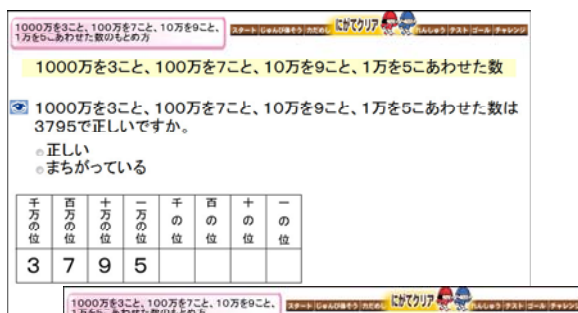 1000万を3こと、100万を7こと、10万を9こと、
1万を5こあわせた数のもとめ方
スタート じゅんび後そう ためし にがてクリア れんしゅう テスト ゴール チャレンジ
1000万を3こと、100万を7こと、10万を9こと、1万を5こあわせた数
1000万を3こと、100万を7こと、10万を9こと、1万を5こあわせた数は
3795で正しいですか。
正しい
まちがっている
千万の位 百万の位 十万の位 一万の位 千の位 百の位 十の位 一の位
3 7 9 5
1000万を3こと、100万を7こと、10万を9こと、
にがてクリア